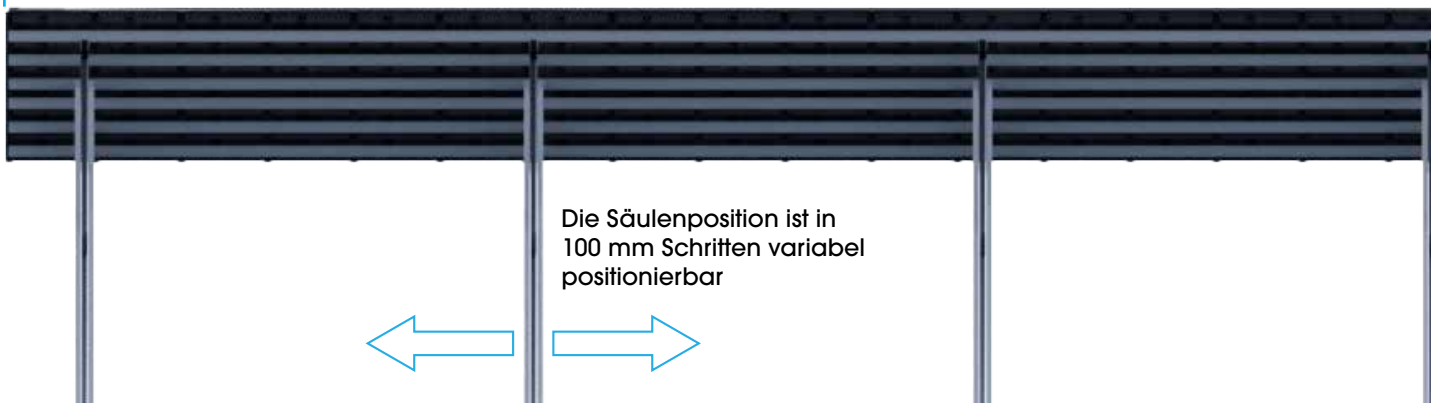 Die Säulenposition ist in
100 mm Schritten variabel
positionierbar